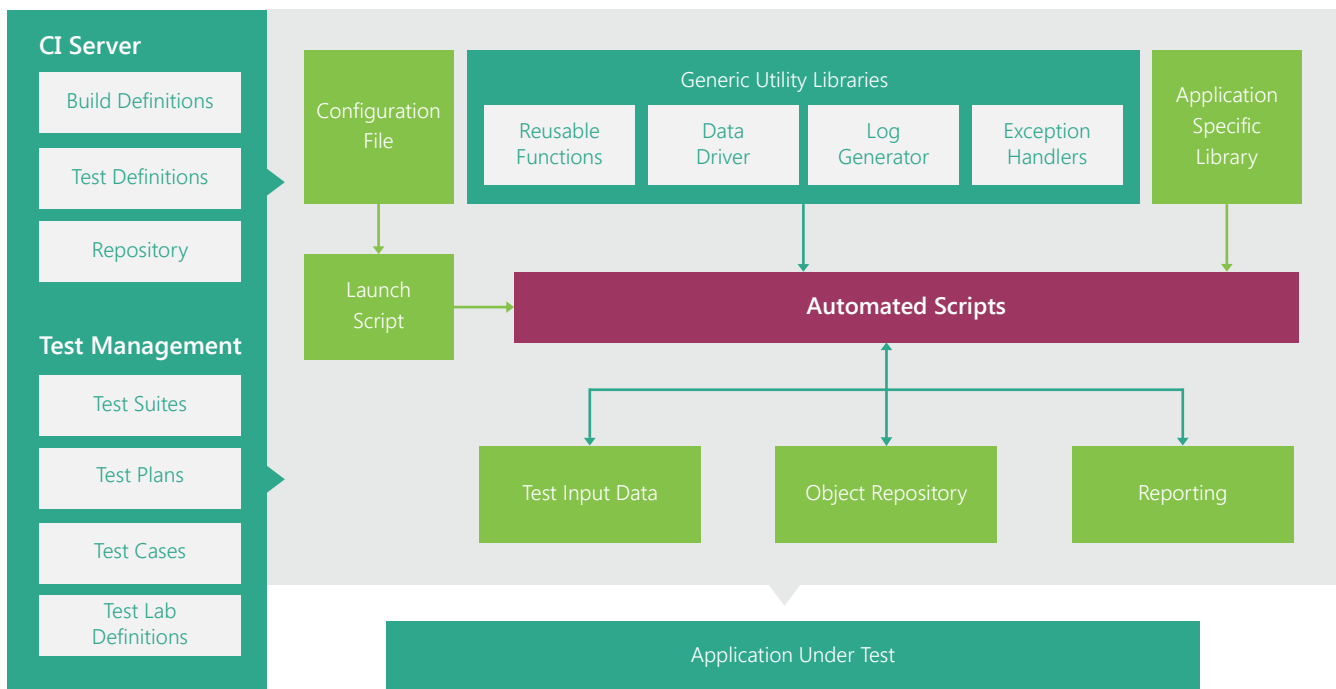 CI Server
Build Definitions
Test Definitions
Repository
Test Management
Test Suites
Test Plans
Test Cases
Test Lab
Definitions
Configuration
File
Launch
Script
Generic Utility Libraries
Reusable
Functions
Data
Driver
Log
Generator
Exception
Handlers
Application
Specific
Library
Automated Scripts
Test Input Data
Object Repository
Reporting
Application Under Test